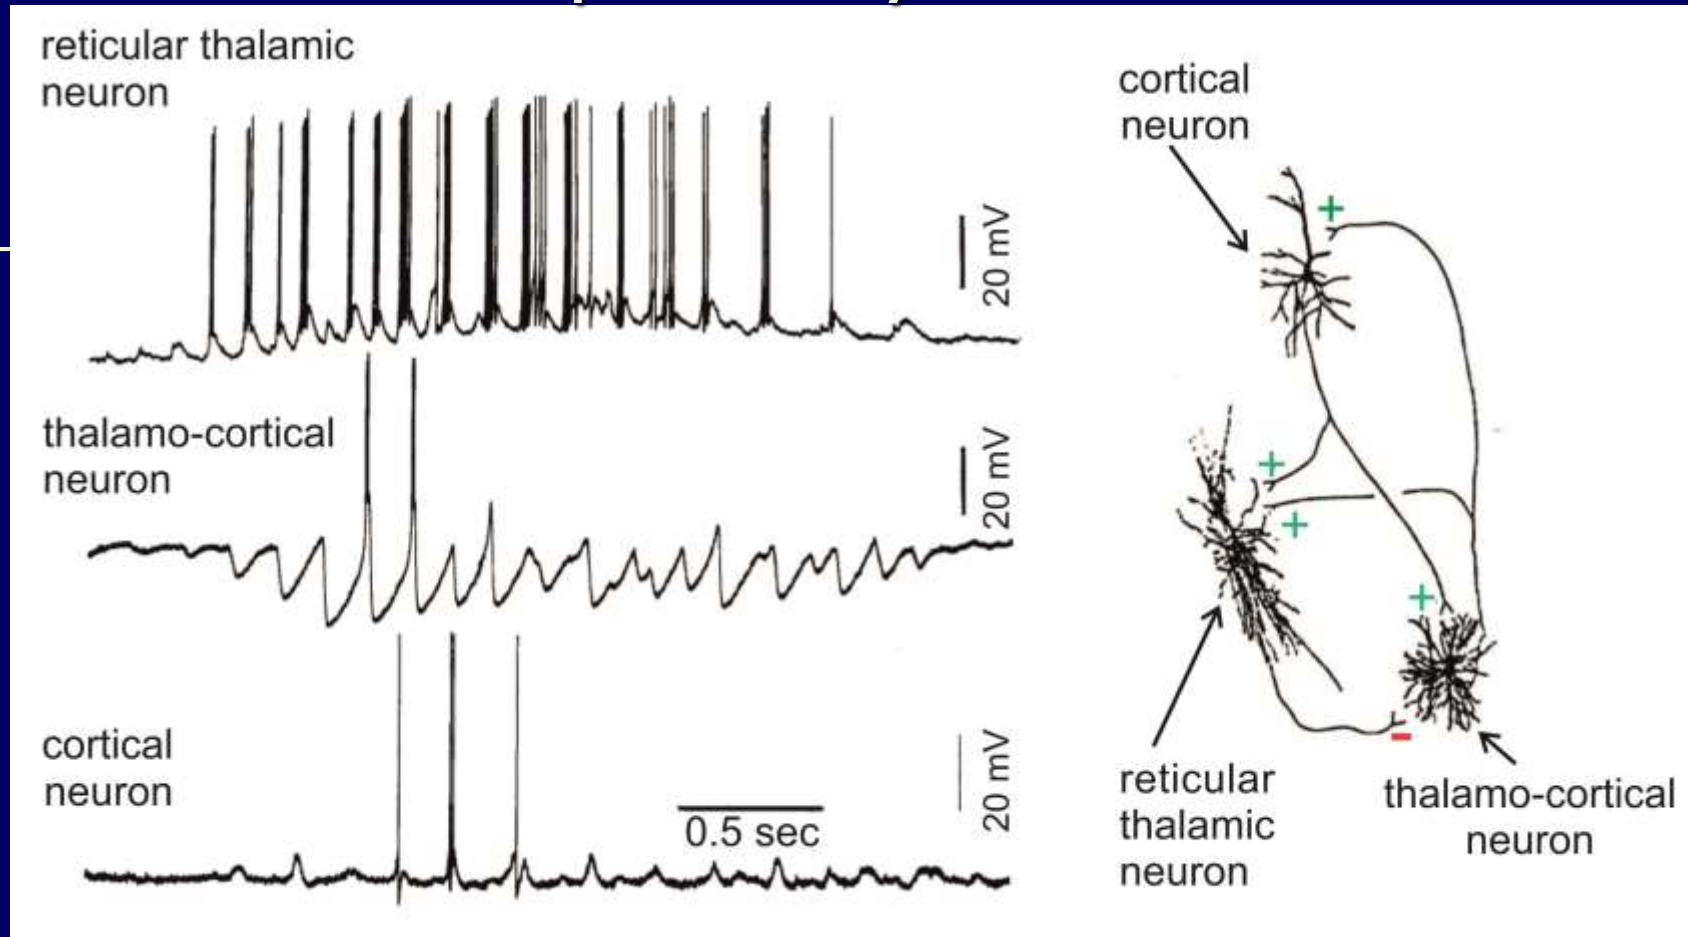 reticular thalamic
neuron
20 mV
thalamo-cortical
neuron
20 mV
cortical
neuron
0.5 sec
20 mV
cortical
neuron
+
+
+
+
-
reticular
thalamic
neuron
thalamo-cortical
neuron